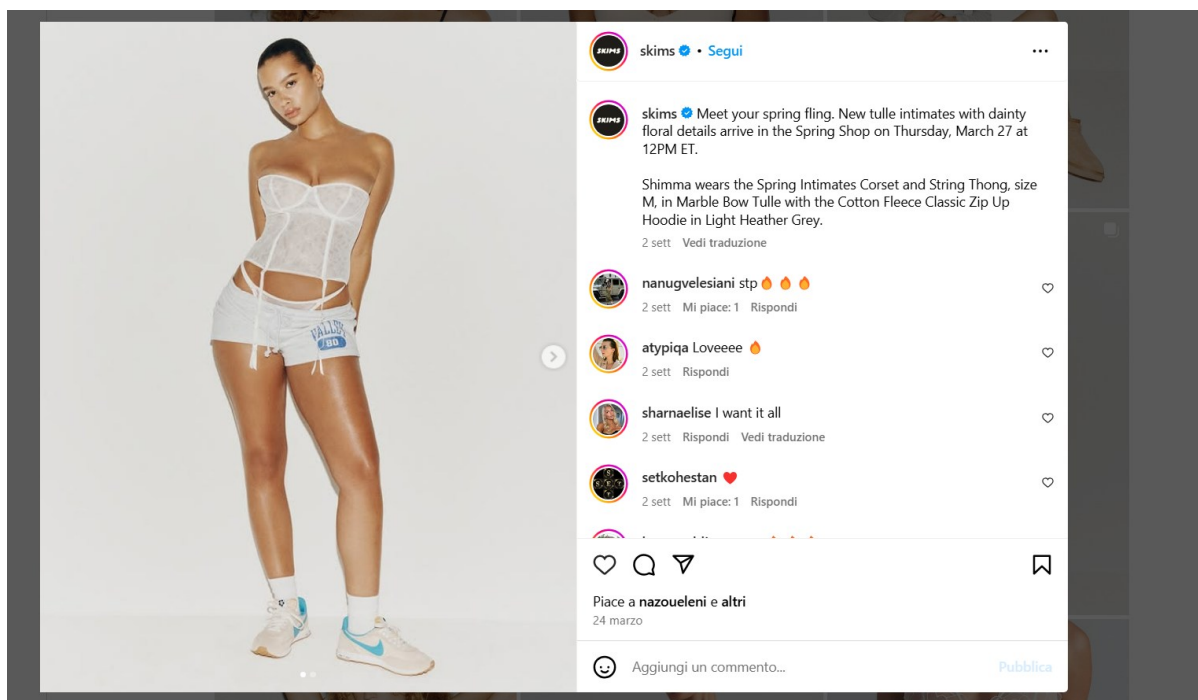 SKIMS
skims • Segui
SKIMS
skims Meet your spring fling. New tulle intimates with dainty
floral details arrive in the Spring Shop on Thursday, March 27 at
12PM ET.
Shimma wears the Spring Intimates Corset and String Thong, size
M, in Marble Bow Tulle with the Cotton Fleece Classic Zip Up
Hoodie in Light Heather Grey.
2 sett Vedi traduzione
nanugvelesiani stp🔥 🔥 🔥
2 sett Mi piace: 1 Rispondi
atypiqa Loveeee 🔥
2 sett Rispondi
sharnaelise I want it all
2 sett Rispondi Vedi traduzione
setkohestan ❤️
2 sett Mi piace: 1 Rispondi
Piace a nazoueleni e altri
24 marzo
Aggiungi un commento... Pubblica
VALLEY
80